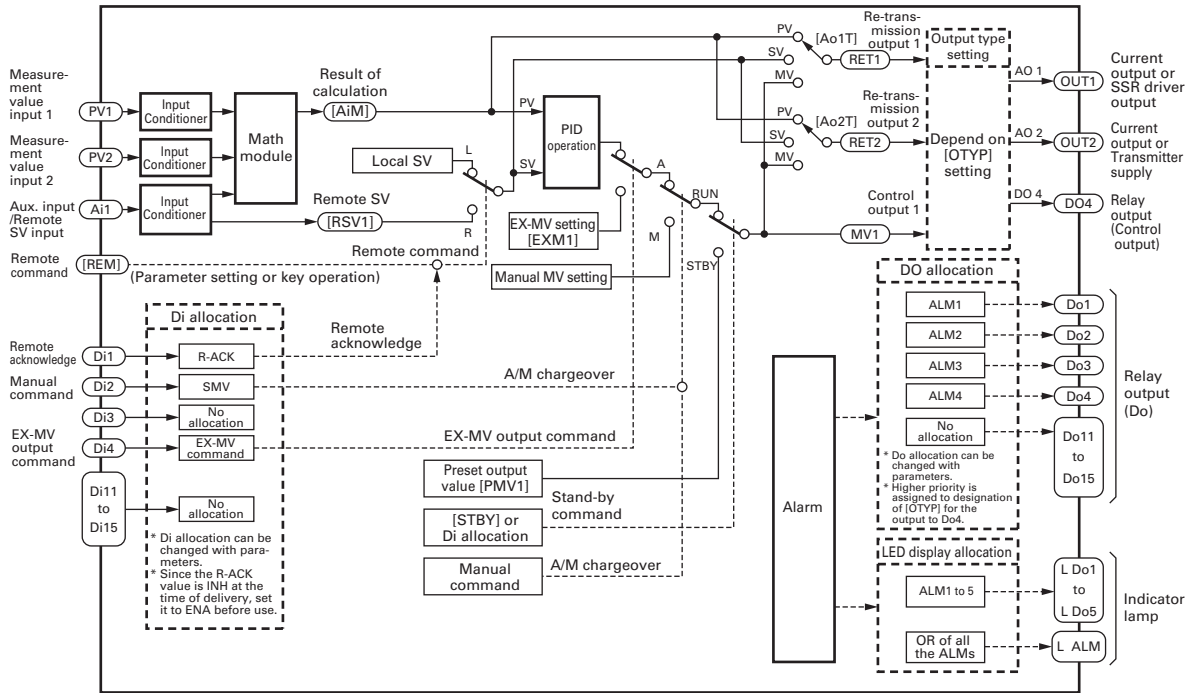 Measure-
ment
value
input 1
PV1
Input
Conditioner
Measure-
ment
value
input 2
PV2
Input
Conditioner
Aux. input
/Remote
SV input
Ai1
Input
Conditioner
Math
module
Result of
calculation
[AiM]
Remote SV
[RSV1]
Local SV
L
R
PV
SV
PID
operation
Remote
command
[REM]
(Parameter setting or key operation)
Remote command
EX-MV setting
[EXM1]
Manual MV setting
A
M
RUN
STBY
PV
SV
MV
[Ao1T]
Re-trans-
mission
output 1
RET1
PV
SV
MV
[Ao2T]
Re-trans-
mission
output 2
RET2
Control
output 1
MV1
Output type
setting
Depend on
[OTYP]
setting
AO 1
OUT1
Current
output or
SSR driver
output
AO 2
OUT2
Current
output or
Transmitter
supply
DO 4
DO4
Relay
output
(Control
output)
Di allocation
Remote
acknowledge
Di1
R-ACK
Remote
acknowledge
Manual
command
Di2
SMV
A/M chargeover
Di3
No
allocation
EX-MV
output
command
Di4
EX-MV
command
EX-MV output command
Di11
to
Di15
No
allocation
* Di allocation can be
changed with para-
meters.
* Since the R-ACK
value is INH at the
time of delivery, set
it to ENA before use.
Preset output
value [PMV1]
[STBY] or
Di allocation
Stand-by
command
Manual
command
A/M chargeover
Alarm
DO allocation
ALM1
Do1
ALM2
Do2
ALM3
Do3
ALM4
Do4
No
allocation
Do11
to
Do15
Relay
output
(Do)
* Do allocation can be
changed with
parameters.
* Higher priority is
assigned to designation
of [OTYP] for the
output to Do4.
LED display allocation
ALM1 to 5
L Do1
to
L Do5
OR of all
the ALMs
L ALM
Indicator
lamp